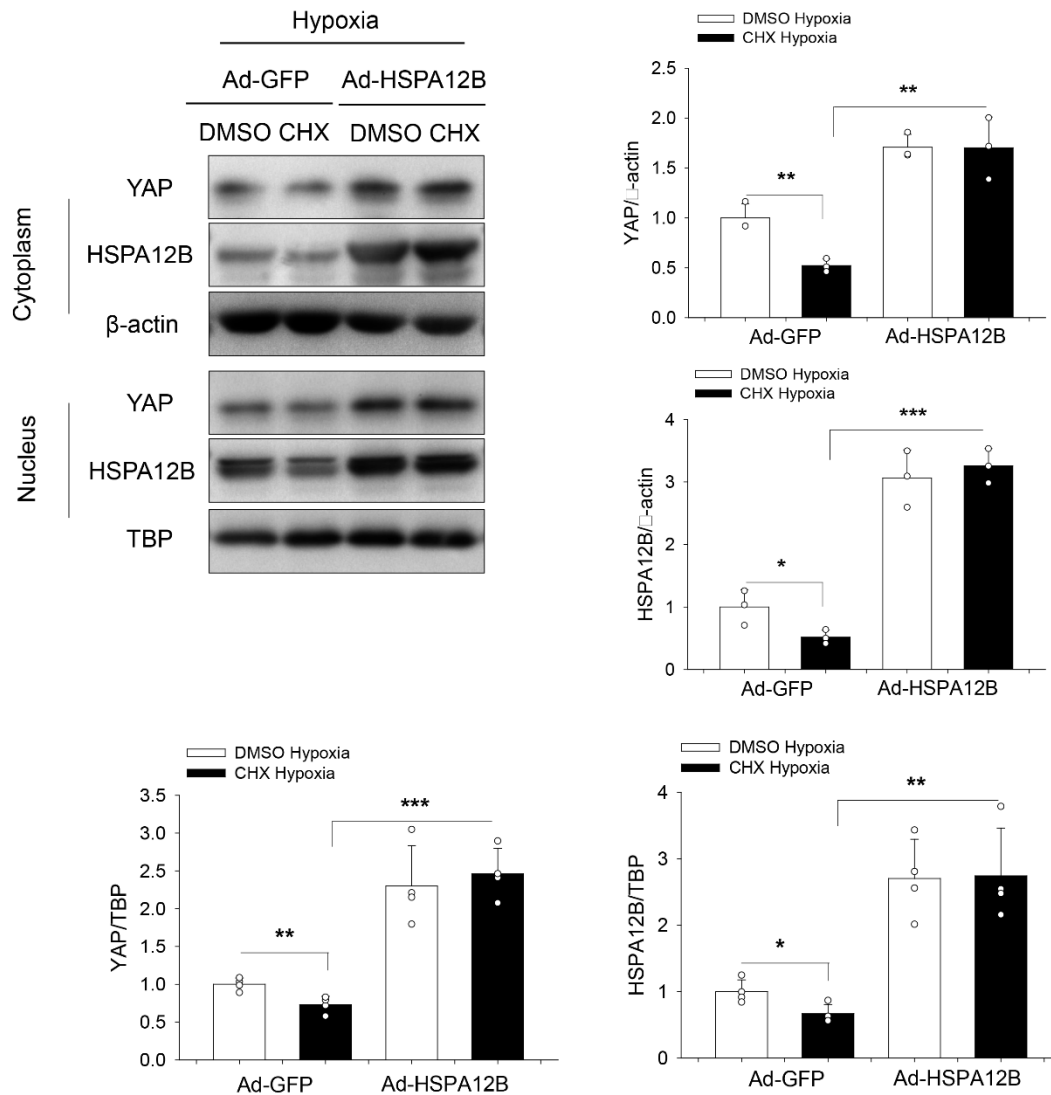 Hypoxia
Ad-GFP Ad-HSPA12B
DMSO CHX DMSO CHX
Cytoplasm
YAP
HSPA12B
β-actin
Nucleus
YAP
HSPA12B
TBP
DMSO Hypoxia
CHX Hypoxia
YAP/□-actin
2.5
2.0
1.5
1.0
0.5
0.0
**
**
Ad-GFP Ad-HSPA12B
DMSO Hypoxia
CHX Hypoxia
HSPA12B/□-actin
4
3
2
1
0
*
***
Ad-GFP Ad-HSPA12B
DMSO Hypoxia
CHX Hypoxia
YAP/TBP
3.5
3.0
2.5
2.0
1.5
1.0
0.5
0.0
**
***
Ad-GFP Ad-HSPA12B
DMSO Hypoxia
CHX Hypoxia
HSPA12B/TBP
4
3
2
1
0
*
**
Ad-GFP Ad-HSPA12B